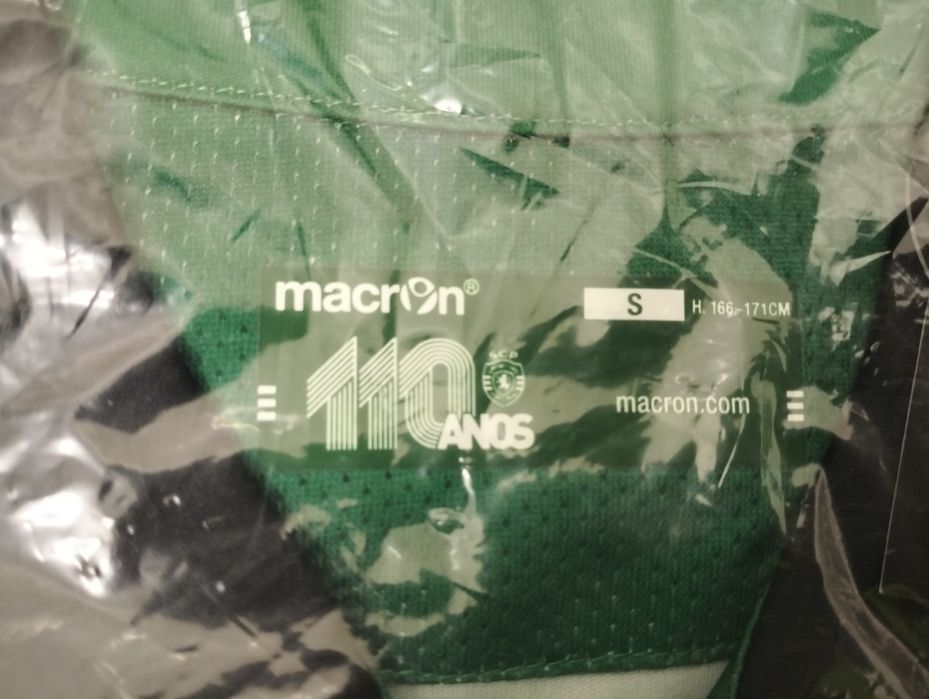 macron®
S H. 166-171CM
SCP
110
ANOS
macron.com